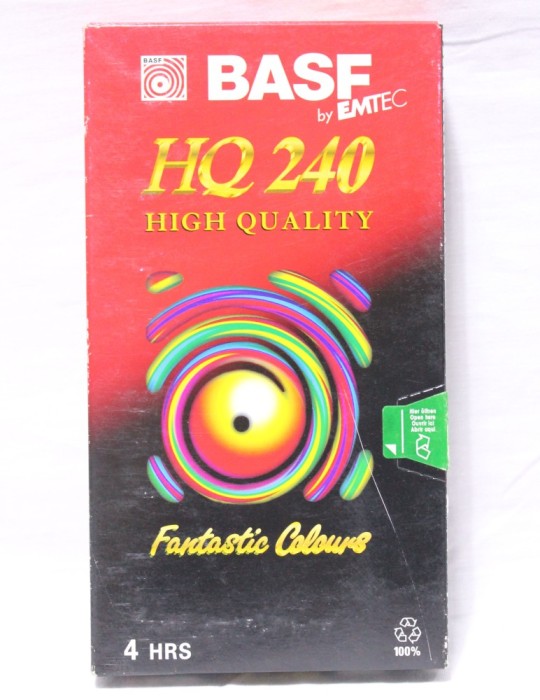 BASF
BASF
by EMTEC
HQ 240
HIGH QUALITY
Hier öffnen
Open here
Ouvrir ici
Abrir aquí
Fantastic Colours
4 HRS
100%